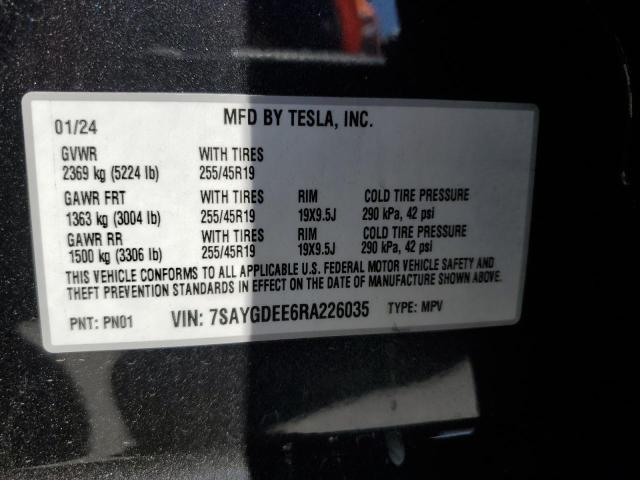 01/24 MFD BY TESLA, INC.
GVWR WITH TIRES
2369 kg (5224 lb) 255/45R19
GAWR FRT WITH TIRES RIM COLD TIRE PRESSURE
1363 kg (3004 lb) 255/45R19 19X9.5J 290 kPa, 42 psi
GAWR RR WITH TIRES RIM COLD TIRE PRESSURE
1500 kg (3306 lb) 255/45R19 19X9.5J 290 kPa, 42 psi
THIS VEHICLE CONFORMS TO ALL APPLICABLE U.S. FEDERAL MOTOR VEHICLE SAFETY AND
THEFT PREVENTION STANDARDS IN EFFECT ON THE DATE OF MANUFACTURE SHOWN ABOVE.
PNT: PN01 VIN: 7SAYGDEE6RA226035 TYPE: MPV